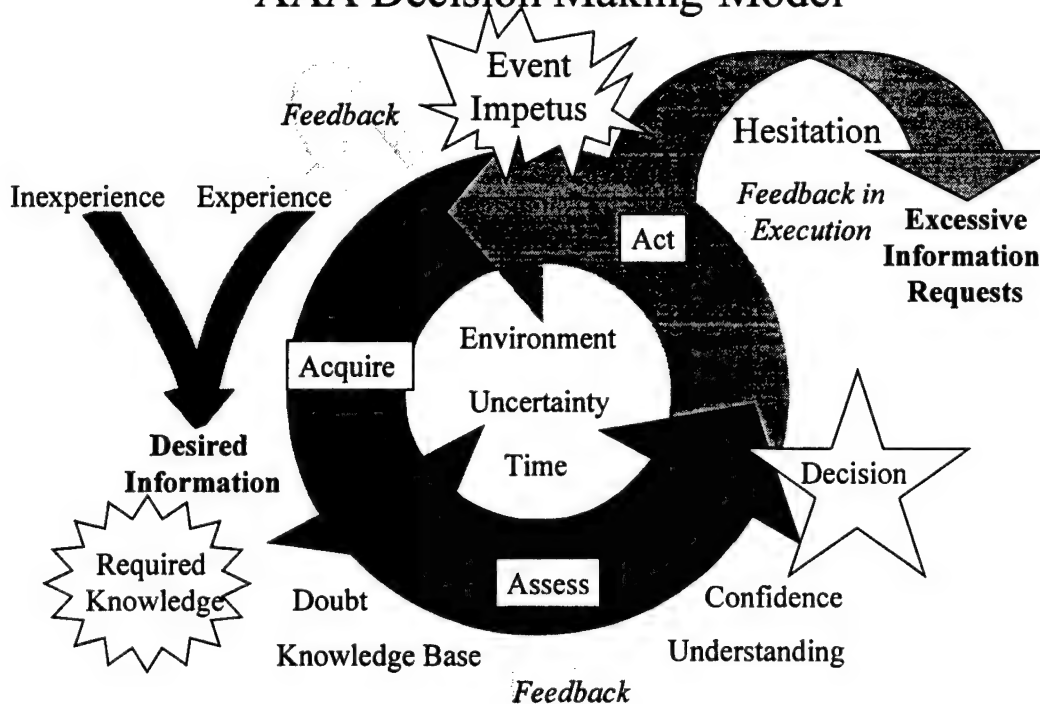 AAA Decision Making Model
Event
Impetus
Feedback
Hesitation
Inexperience Experience
Feedback in
Execution
Excessive
Information
Requests
Act
Environment
Acquire
Uncertainty
Time
Desired
Information
Decision
Required
Knowledge
Assess
Doubt
Confidence
Knowledge Base
Understanding
Feedback